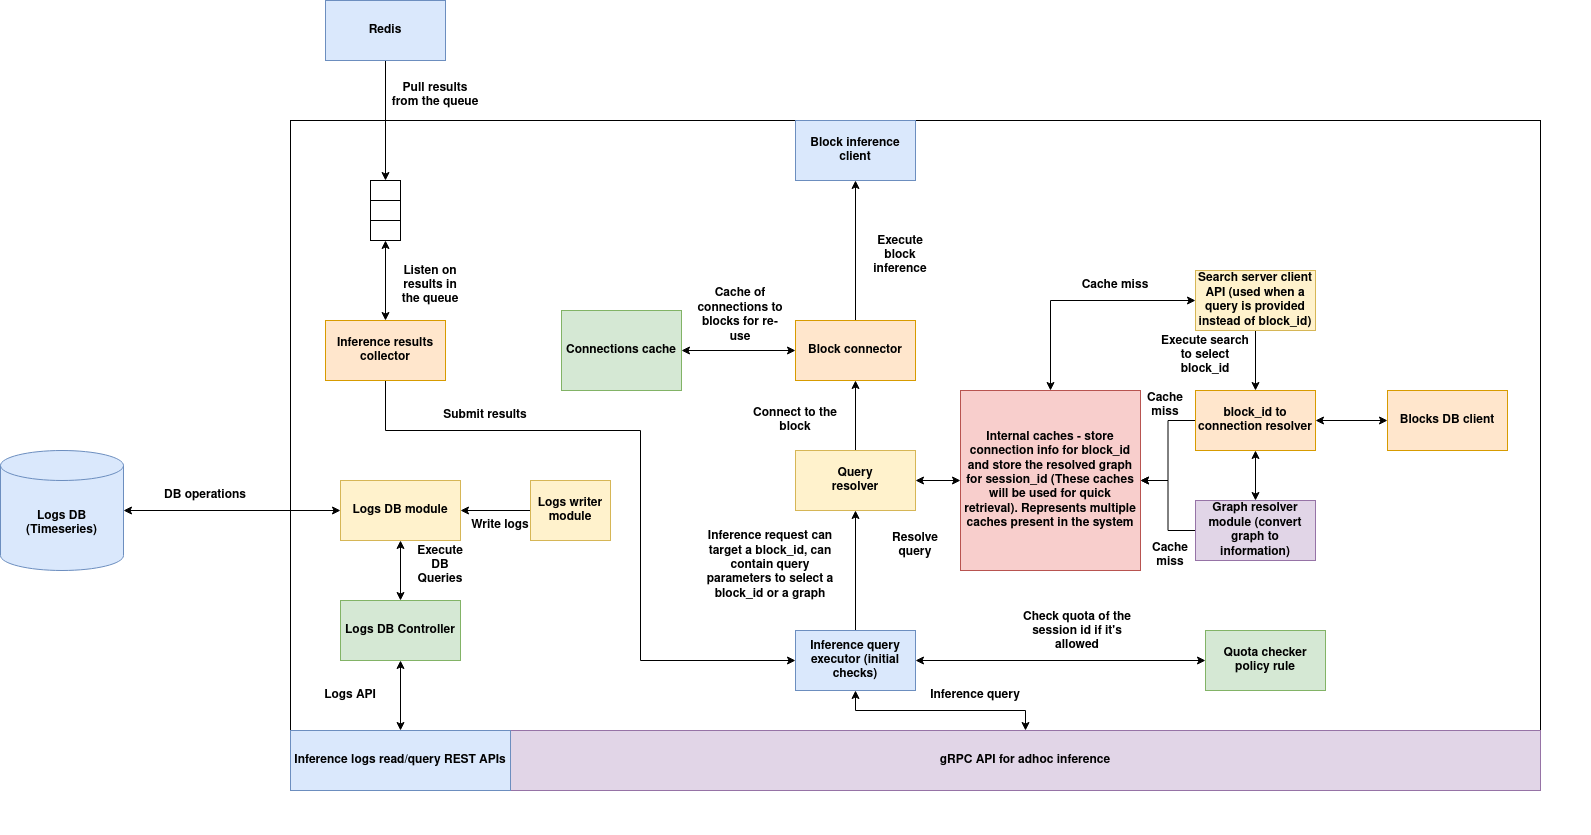 Redis
Pull results
from the queue
Block inference
client
Execute
block
inference
Listen on
results in
the queue
Search server client
API (used when a
query is provided
instead of block_id)
Cache miss
Cache of
connections to
blocks for re-
use
Inference results
collector
Connections cache
Block connector
Execute search
to select
block_id
Submit results
Connect to the
block
Cache
miss
block_id to
connection resolver
Blocks DB client
Internal caches - store
connection info for block_id
and store the resolved graph
for session_id (These caches
will be used for quick
retrieval). Represents multiple
caches present in the system
Query
resolver
DB operations
Logs DB
(Timeseries)
Logs DB module
Logs writer
module
Write logs
Graph resolver
module (convert
graph to
information)
Cache
miss
Resolve
query
Inference request can
target a block_id, can
contain query
parameters to select a
block_id or a graph
Execute
DB
Queries
Logs DB Controller
Check quota of the
session id if it's
allowed
Inference query
executor (initial
checks)
Quota checker
policy rule
Logs API
Inference query
Inference logs read/query REST APIs
gRPC API for adhoc inference